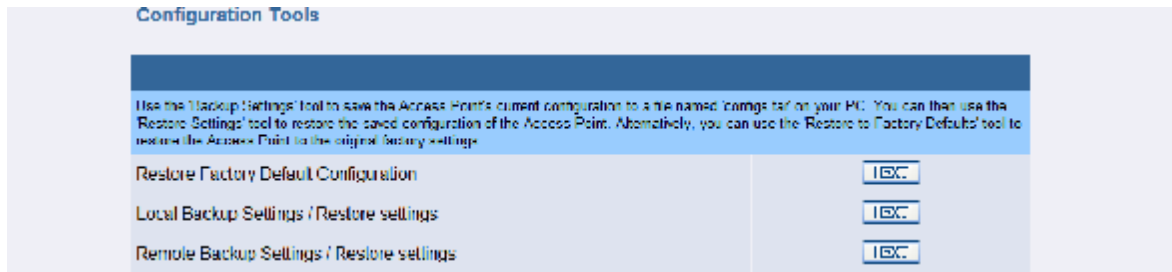 Configuration Tools
Use the 'Backup Settings' tool to save the Access Point's current configuration to a file named 'configs.tar' on your PC. You can then use the
'Restore Settings' tool to restore the saved configuration of the Access Point. Alternatively, you can use the 'Restore to Factory Defaults' tool to
restore the Access Point to the original factory settings.
Restore Factory Default Configuration
Local Backup Settings / Restore settings
Remote Backup Settings / Restore settings